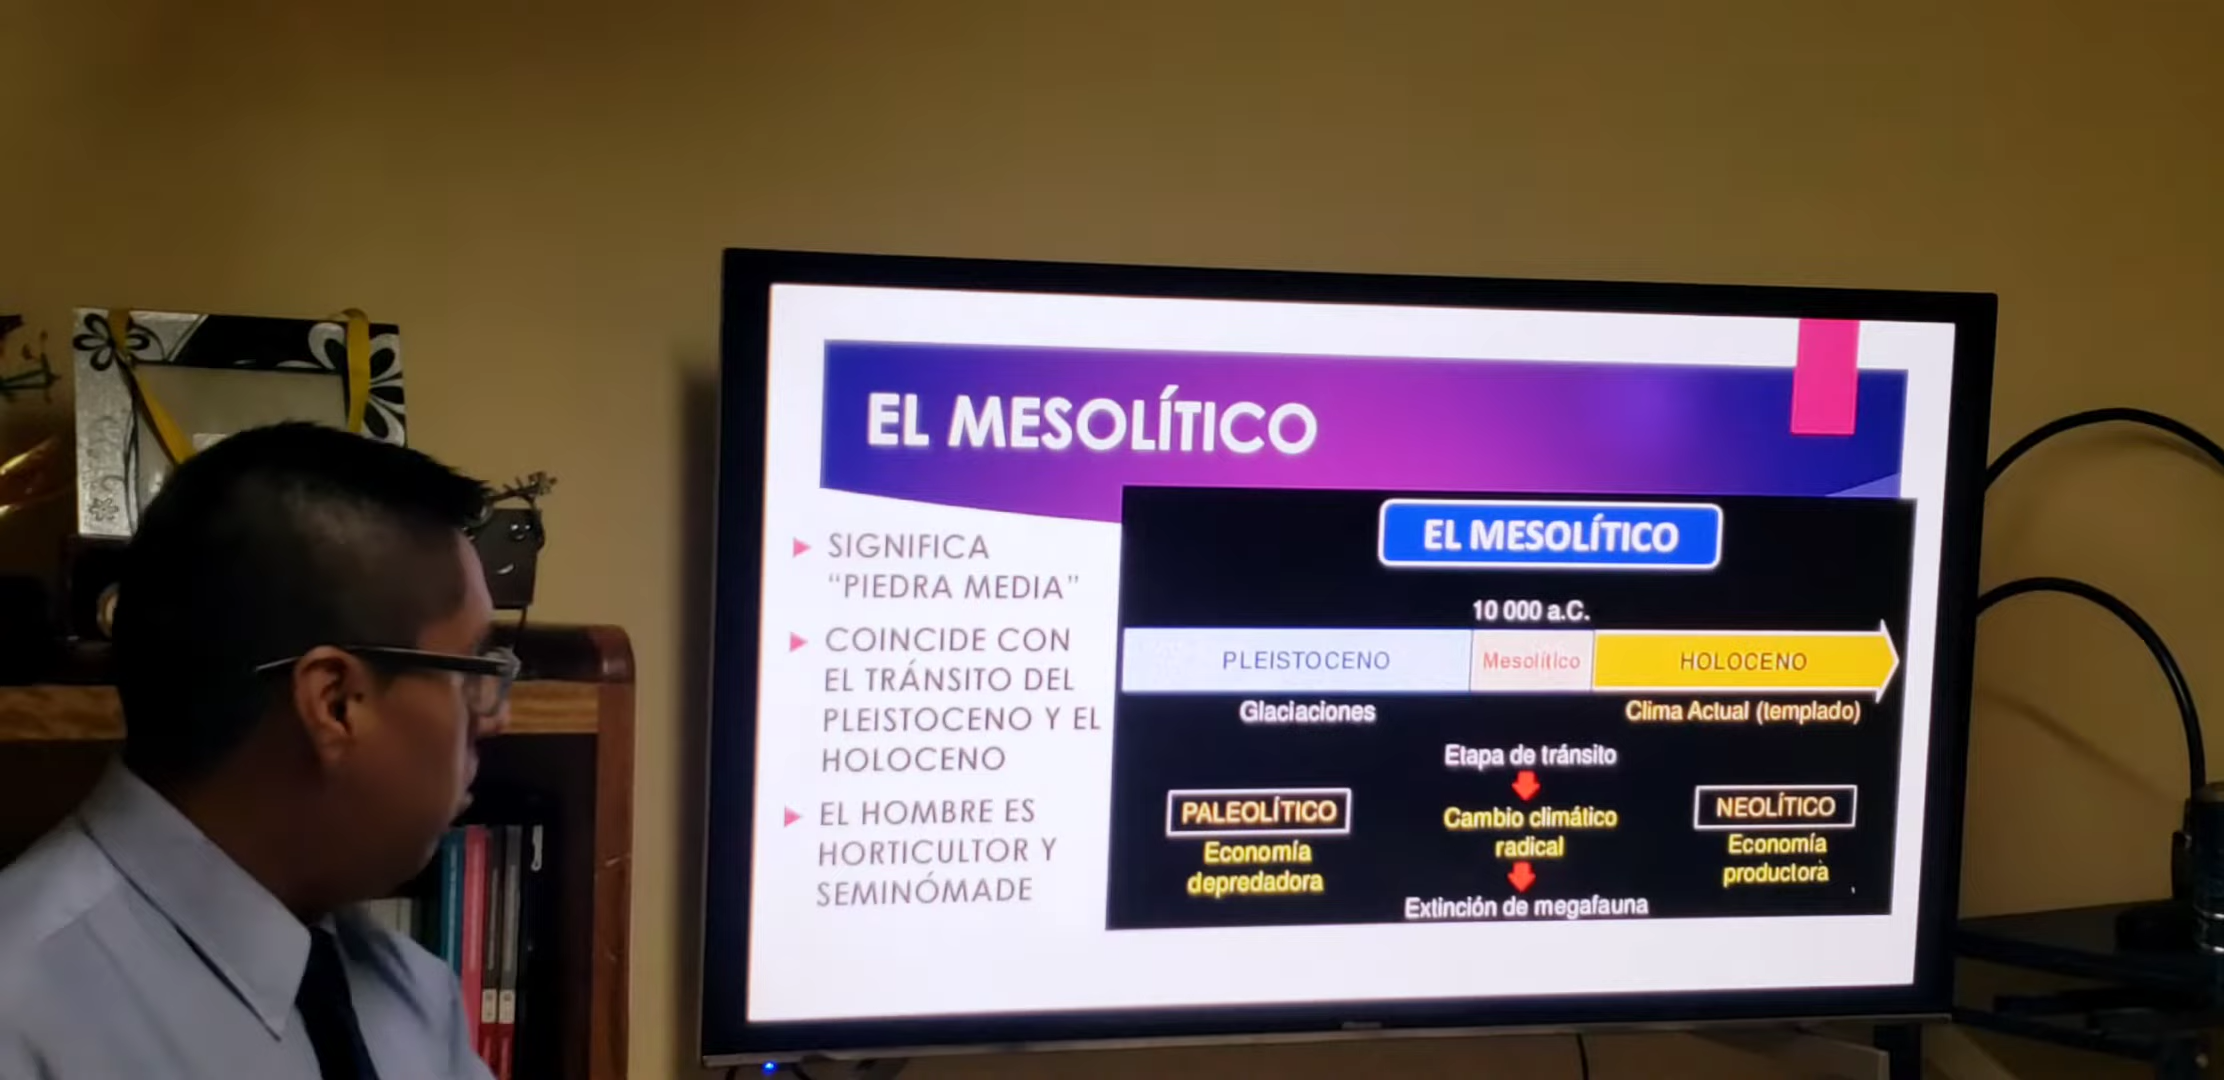 EL MESOLÍTICO
SIGNIFICA
“PIEDRA MEDIA”
COINCIDE CON
EL TRÁNSITO DEL
PLEISTOCENO Y EL
HOLOCENO
EL HOMBRE ES
HORTICULTOR Y
SEMINÓMADE
EL MESOLÍTICO
10 000 a.C.
PLEISTOCENO Mesolítico HOLOCENO
Glaciaciones Clima Actual (templado)
Etapa de tránsito
PALEOLÍTICO Cambio climático NEOLÍTICO
Economía radical Economía
depredadora productora
Extinción de megafauna